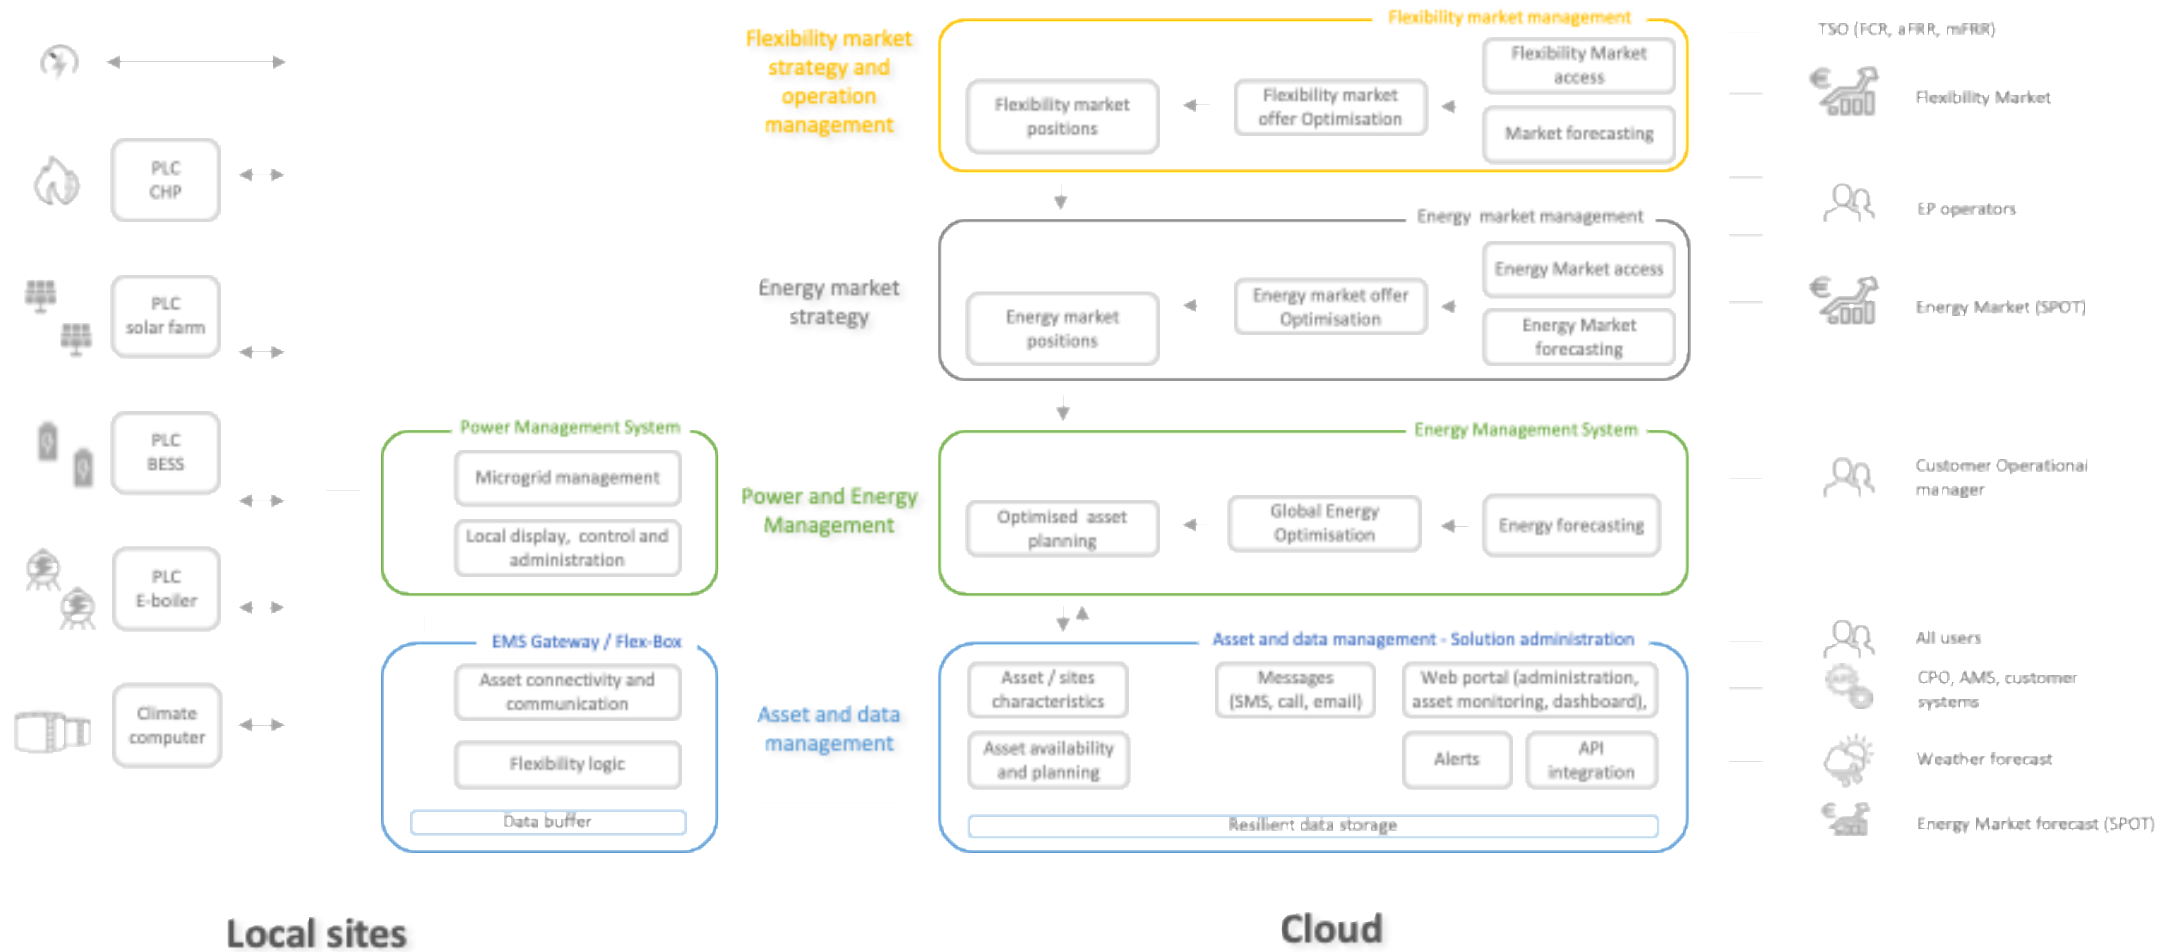 Flexibility market management
TSO (FCR, aFRR, mFRR)
Flexibility market
strategy and
operation
management
Flexibility Market
access
Flexibility market
positions
Flexibility market
offer Optimisation
Market forecasting
Flexibility Market
PLC
CHP
EP operators
Energy market management
Energy market
strategy
Energy Market access
Energy market
positions
Energy market offer
Optimisation
Energy Market
forecasting
Energy Market (SPOT)
PLC
solar farm
PLC
BESS
Power Management System
Microgrid management
Local display, control and
administration
Power and Energy
Management
Energy Management System
Optimised asset
planning
Global Energy
Optimisation
Energy forecasting
Customer Operational
manager
PLC
E-boiler
EMS Gateway / Flex-Box
Asset connectivity and
communication
Flexibility logic
Data buffer
Asset and data
management
Asset and data management - Solution administration
Asset / sites
characteristics
Messages
(SMS, call, email)
Web portal (administration,
asset monitoring, dashboard),
Asset availability
and planning
Alerts
API
integration
Resilient data storage
All users
CPO, AMS, customer
systems
Weather forecast
Energy Market forecast (SPOT)
Climate
computer
Local sites
Cloud